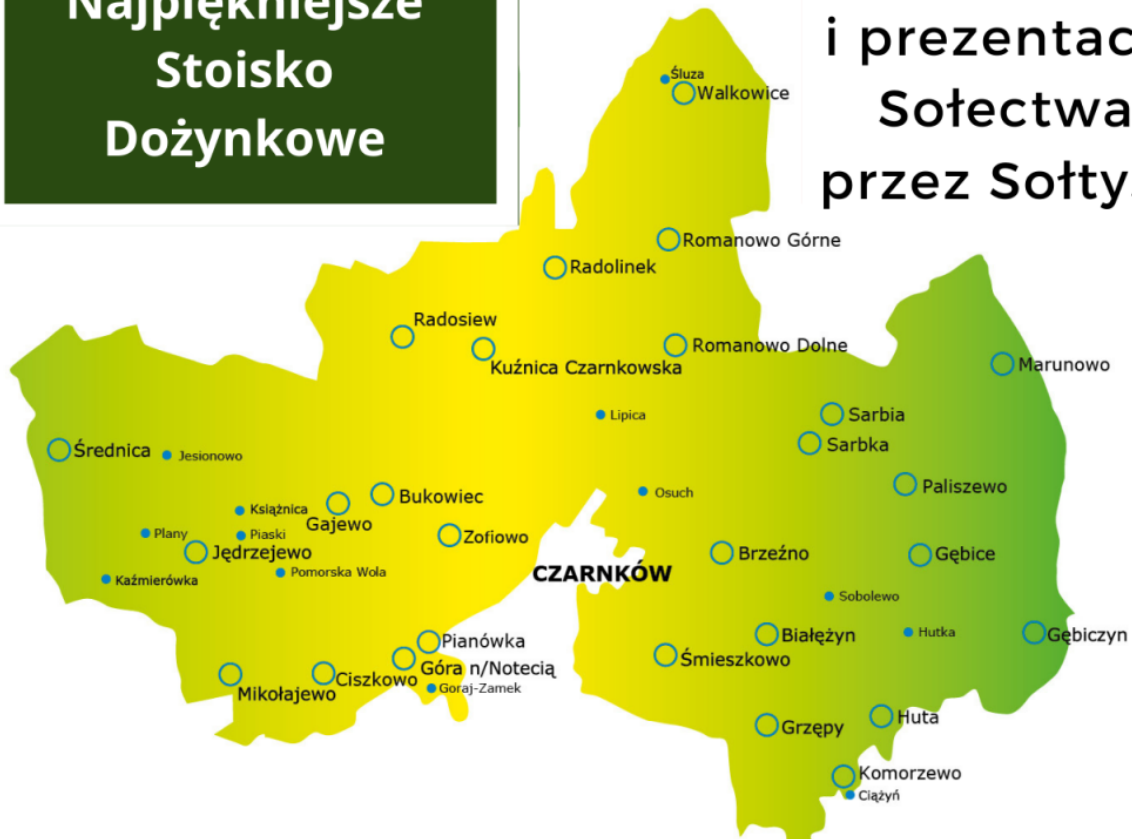 Najpiękniejsze
Stoisko
Dożynkowe
i prezentac
Sołectwa
przez Sołty
Śluza
Walkowice
Romanowo Górne
Radolinek
Radosiew
Kuźnica Czarnkowska
Romanowo Dolne
Marunowo
Lipica
Sarbia
Sarbka
Średnica
Jesionowo
Paliszewo
Osuch
Bukowiec
Książnica
Gajewo
Plany
Piaski
Zofiowo
Jędrzejewo
Brzeźno
Gębice
Pomorska Wola
CZARNKÓW
Kaźmierówka
Sobolewo
Pianówka
Białężyn
Hutka
Gębiczyn
Góra n/Notecią
Śmieszkowo
Ciszkowo
Goraj-Zamek
Mikołajewo
Huta
Grzępy
Komorzewo
Ciążyń